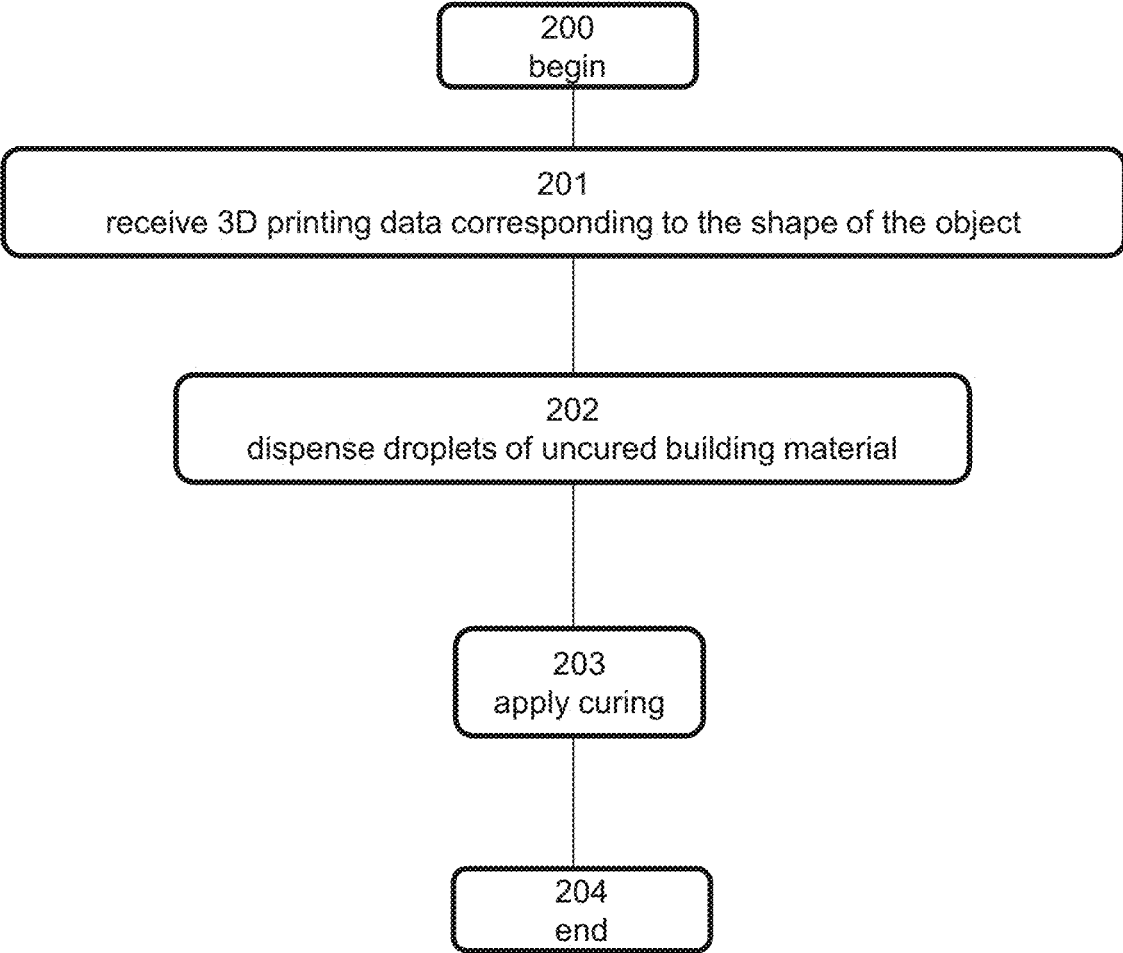 200
begin
201
receive 3D printing data corresponding to the shape of the object
202
dispense droplets of uncured building material
203
apply curing
204
end